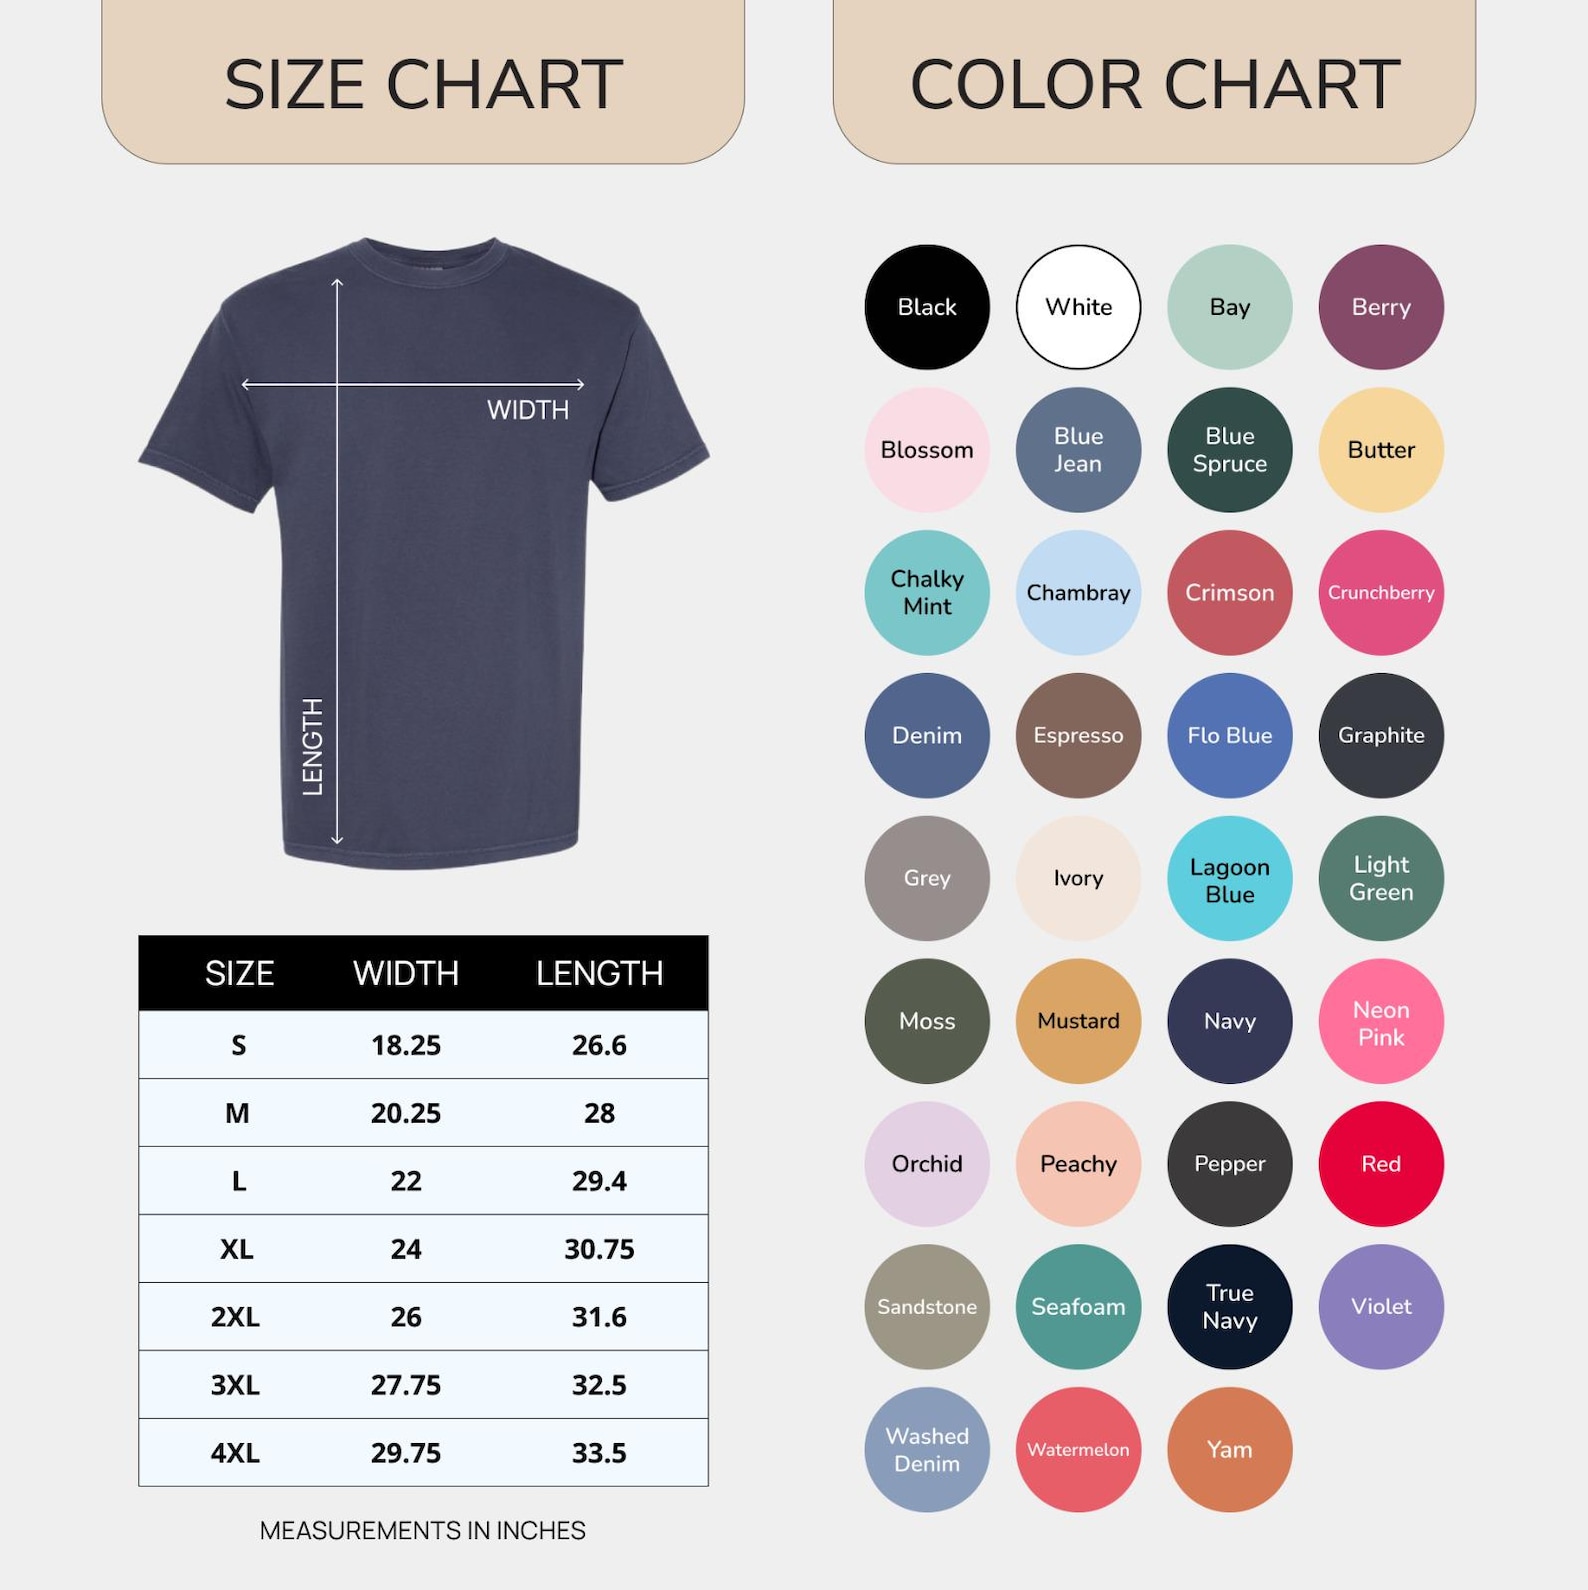 SIZE CHART
WIDTH
LENGTH
SIZE WIDTH LENGTH
S 18.25 26.6
M 20.25 28
L 22 29.4
XL 24 30.75
2XL 26 31.6
3XL 27.75 32.5
4XL 29.75 33.5
MEASUREMENTS IN INCHES
COLOR CHART
Black
White
Bay
Berry
Blossom
Blue
Jean
Blue
Spruce
Butter
Chalky
Mint
Chambray
Crimson
Crunchberry
Denim
Espresso
Flo Blue
Graphite
Grey
Ivory
Lagoon
Blue
Light
Green
Moss
Mustard
Navy
Neon
Pink
Orchid
Peachy
Pepper
Red
Sandstone
Seafoam
True
Navy
Violet
Washed
Denim
Watermelon
Yam